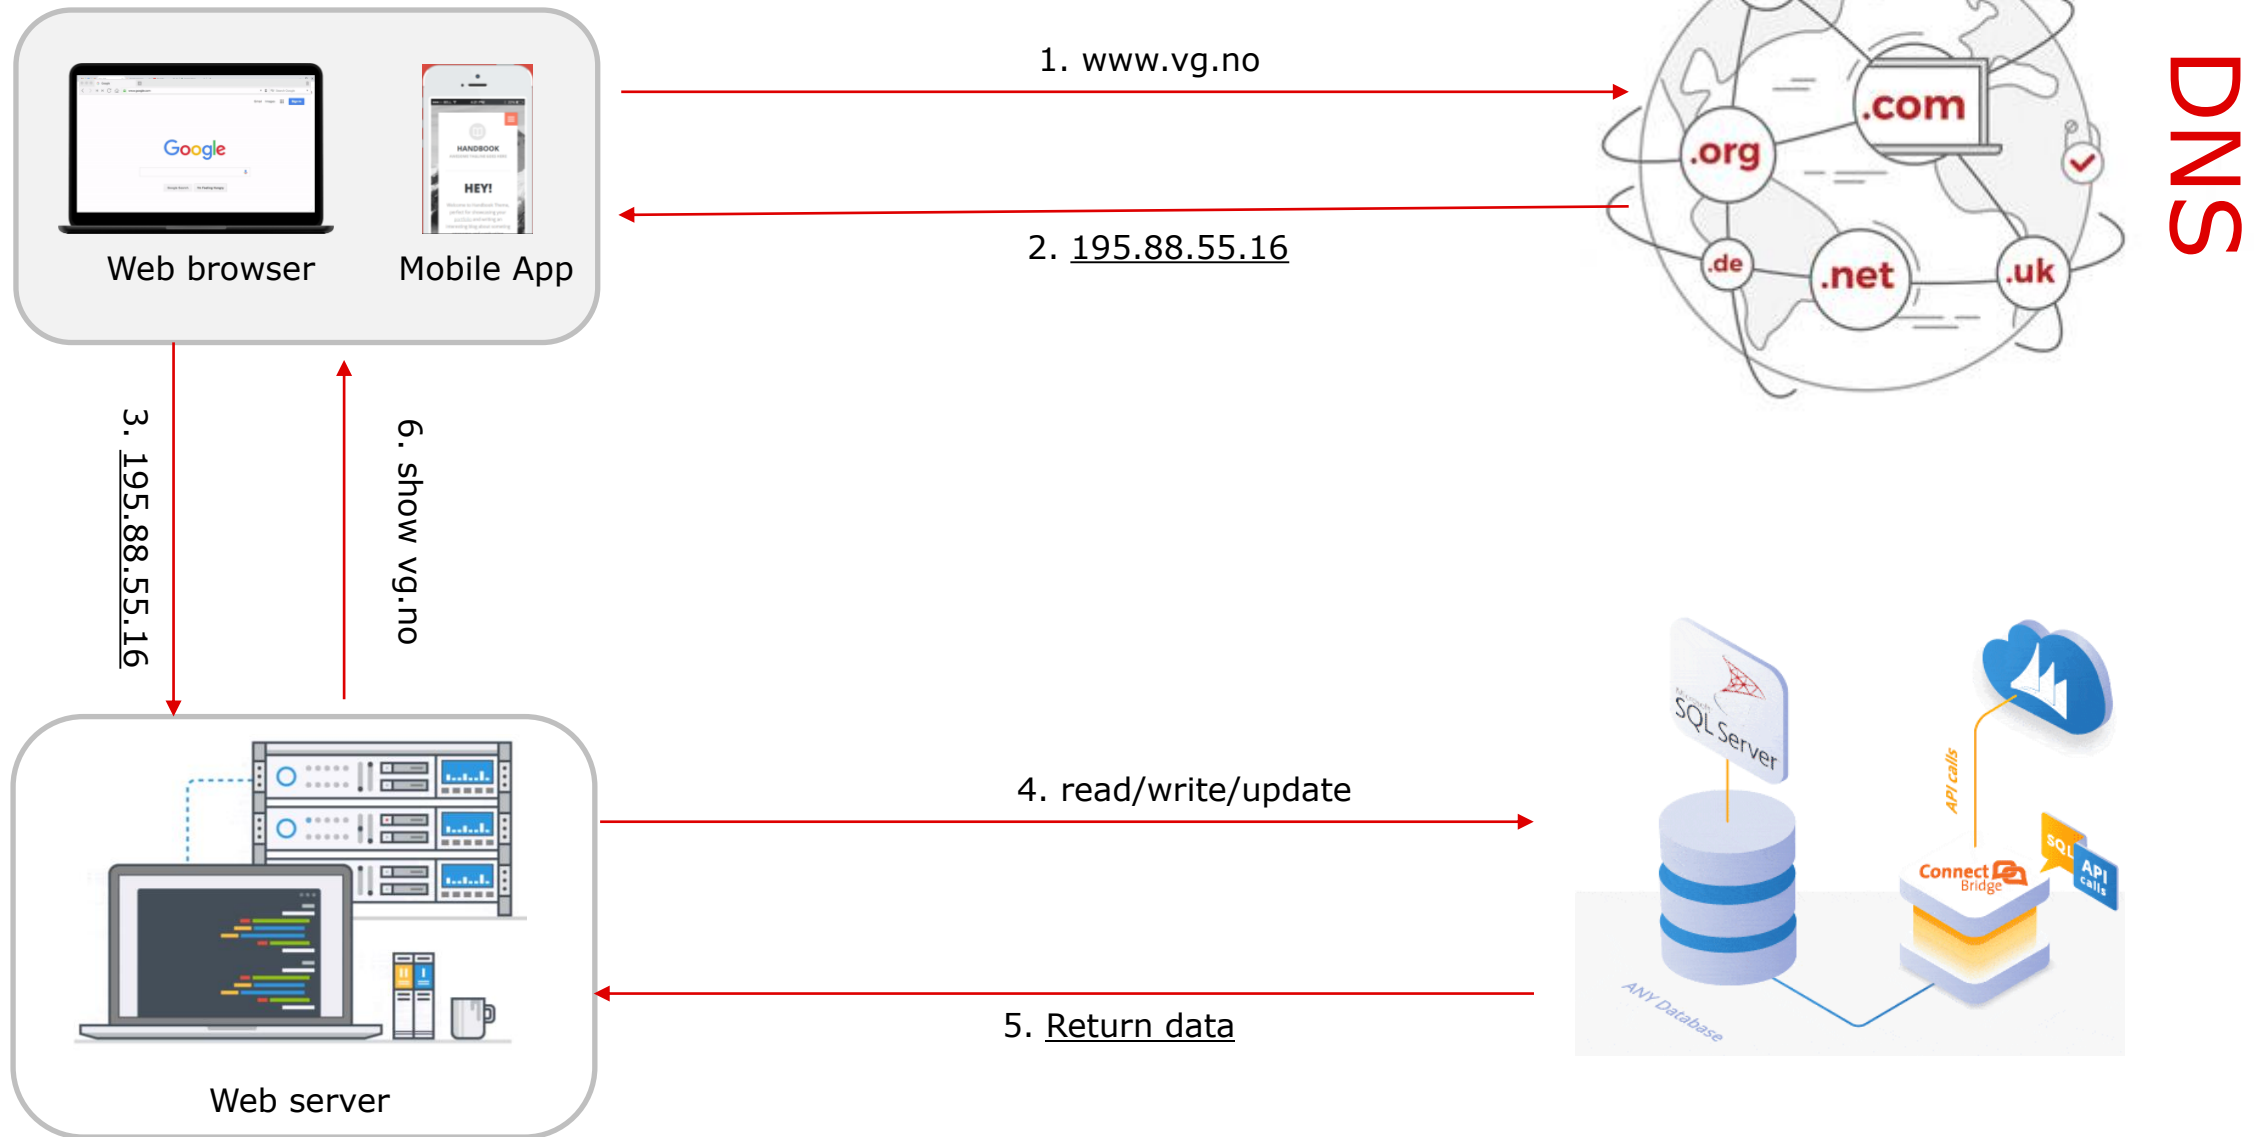 1. www.vg.no
DNS
.com
.org
.de
.net
.uk
Google
HANDBOOK
HEY!
Web browser
Mobile App
2. 195.88.55.16
3. 195.88.55.16
6. show vg.no
Microsoft
SQL Server
API calls
4. read/write/update
SQL
API
calls
Connect
Bridge
ANY Database
5. Return data
Web server